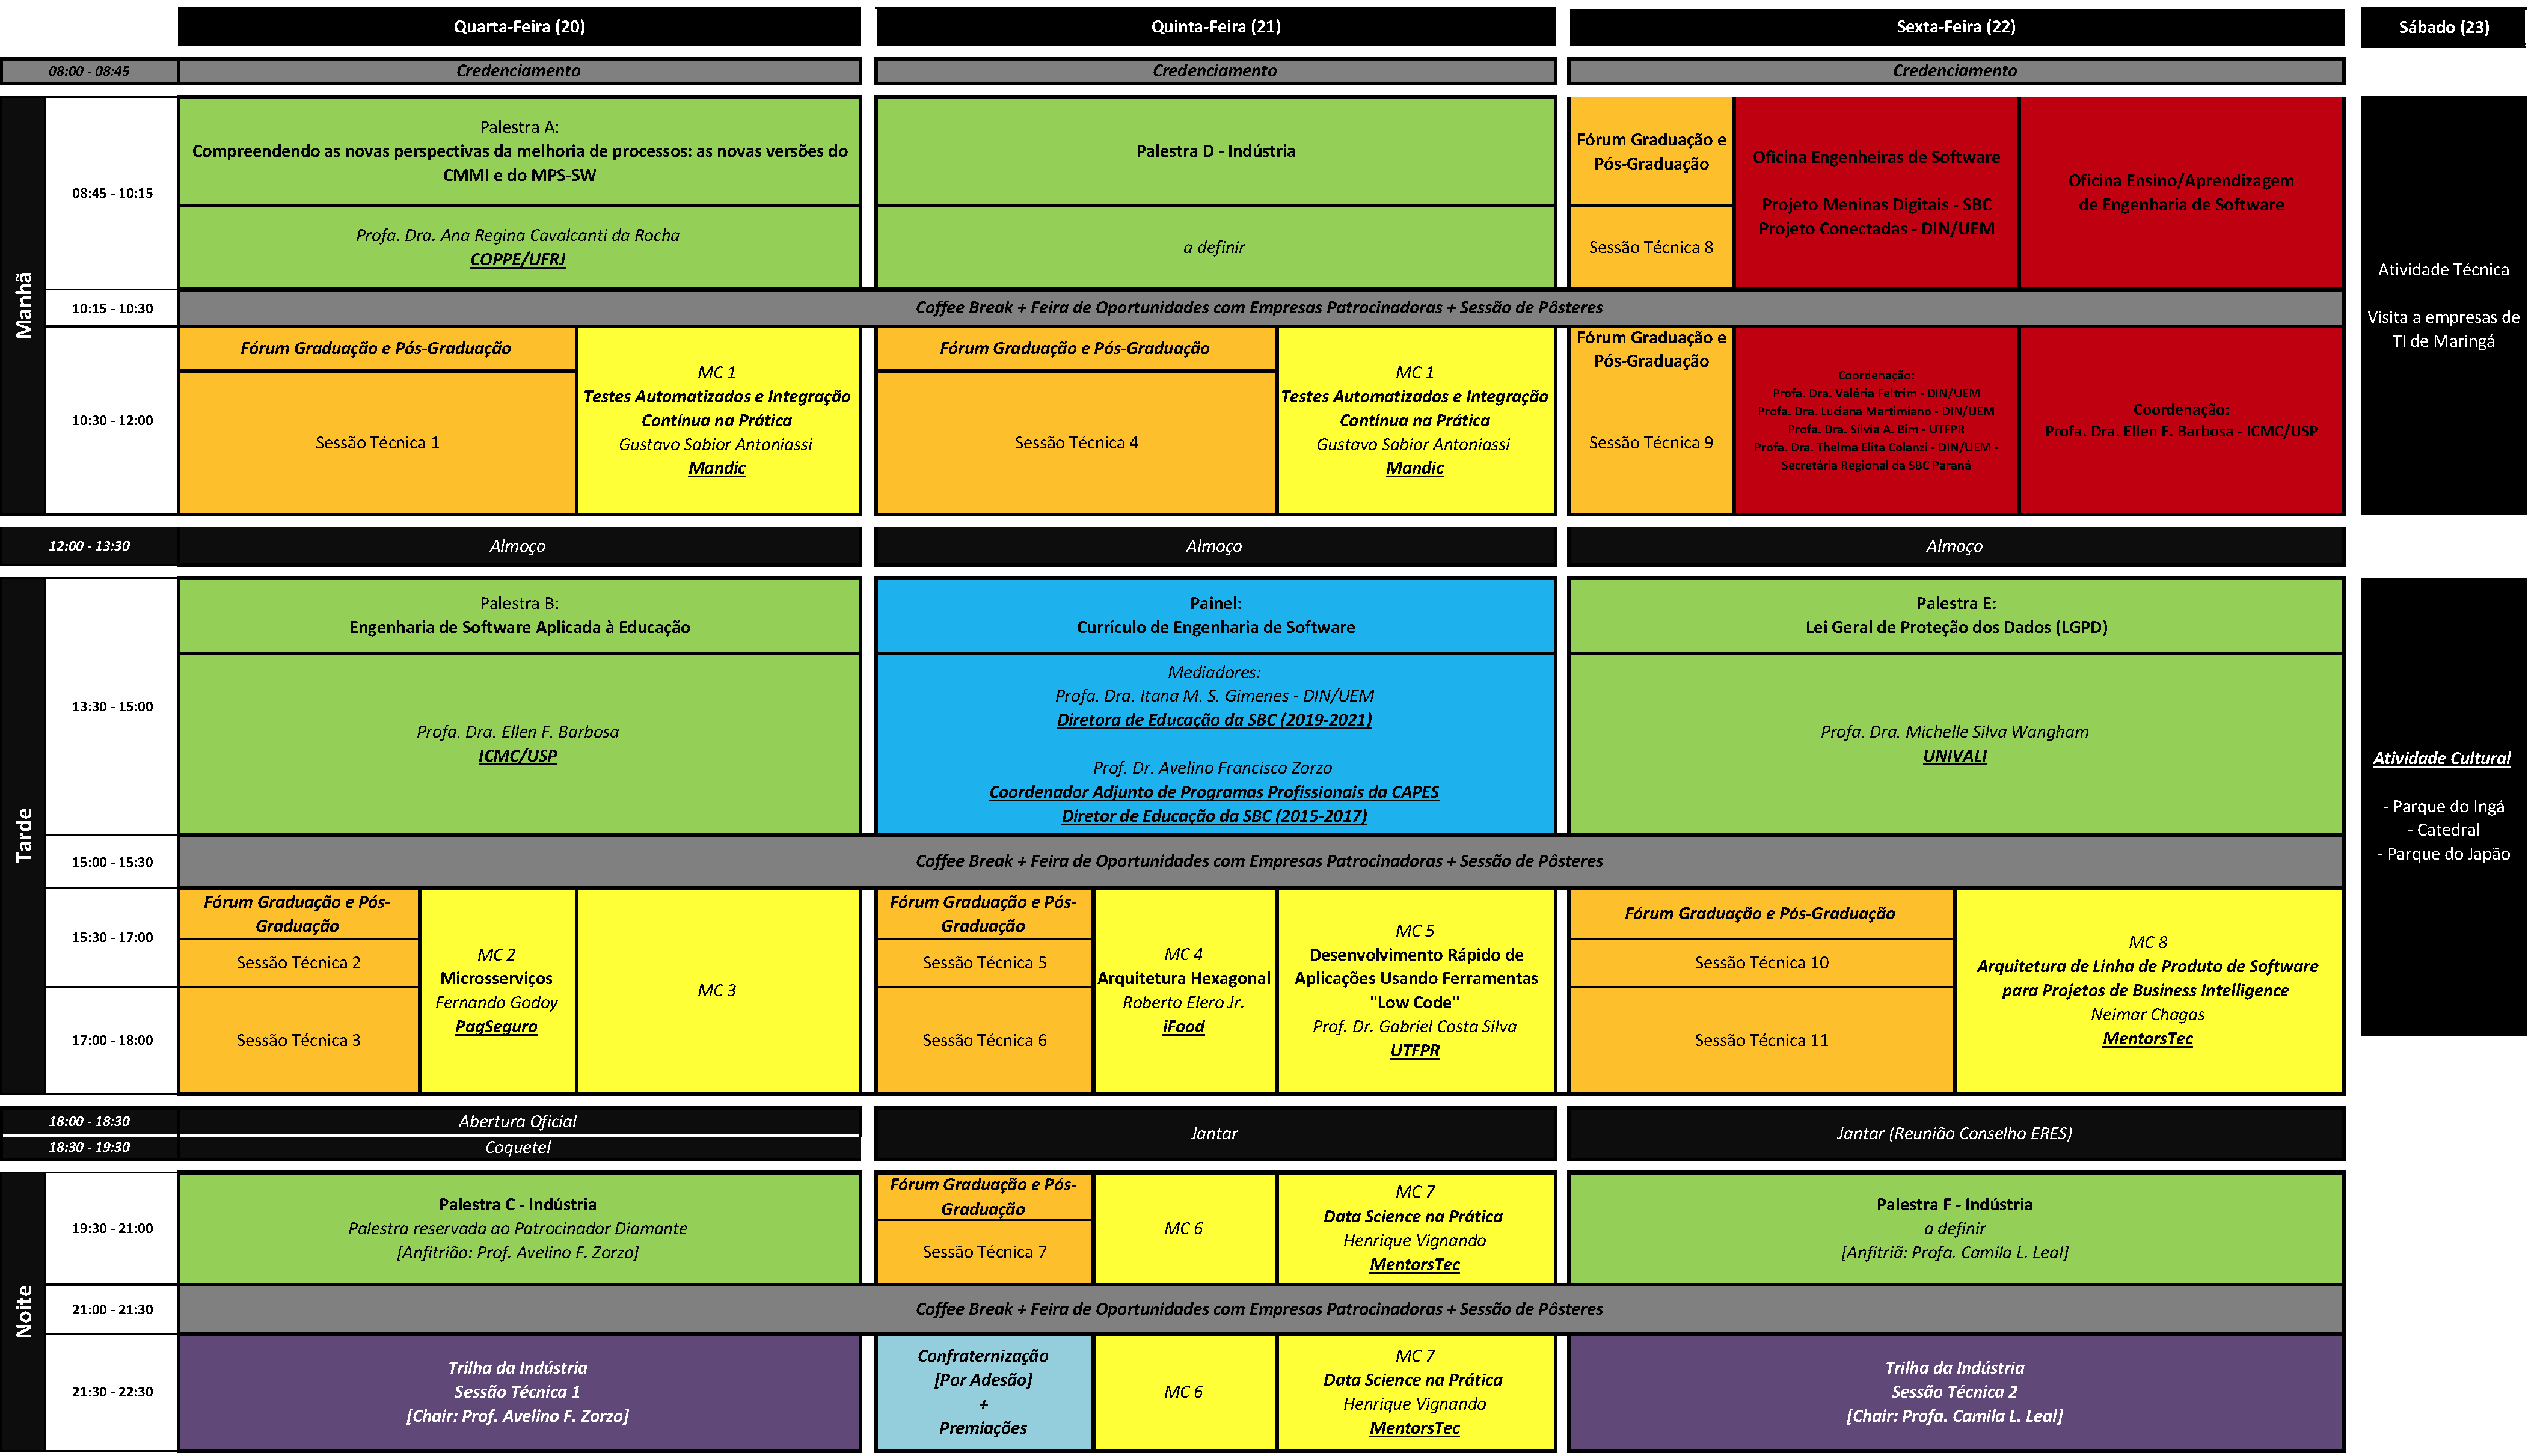 Quarta-Feira (20)
Quinta-Feira (21)
Sexta-Feira (22)
Sábado (23)
08:00 - 08:45
Credenciamento
Credenciamento
Credenciamento
Manhã
08:45 - 10:15
Palestra A:
Compreendendo as novas perspectivas da melhoria de processos: as novas versões do
CMMI e do MPS-SW
Profa. Dra. Ana Regina Cavalcanti da Rocha
COPPE/UFRJ
Palestra D - Indústria
a definir
Fórum Graduação e
Pós-Graduação
Sessão Técnica 8
Oficina Engenheiras de Software
Projeto Meninas Digitais - SBC
Projeto Conectadas - DIN/UEM
Oficina Ensino/Aprendizagem
de Engenharia de Software
Atividade Técnica
Visita a empresas de
TI de Maringá
10:15 - 10:30
Coffee Break + Feira de Oportunidades com Empresas Patrocinadoras + Sessão de Pôsteres
10:30 - 12:00
Fórum Graduação e Pós-Graduação
Sessão Técnica 1
MC 1
Testes Automatizados e Integração
Contínua na Prática
Gustavo Sabior Antoniassi
Mandic
Fórum Graduação e Pós-Graduação
Sessão Técnica 4
MC 1
Testes Automatizados e Integração
Contínua na Prática
Gustavo Sabior Antoniassi
Mandic
Fórum Graduação e
Pós-Graduação
Sessão Técnica 9
Coordenação:
Profa. Dra. Valéria Feltrim - DIN/UEM
Profa. Dra. Luciana Martimiano - DIN/UEM
Profa. Dra. Sílvia A. Bim - UTFPR
Profa. Dra. Thelma Elita Colanzi - DIN/UEM -
Secretária Regional da SBC Paraná
Coordenação:
Profa. Dra. Ellen F. Barbosa - ICMC/USP
12:00 - 13:30
Almoço
Almoço
Almoço
Tarde
13:30 - 15:00
Palestra B:
Engenharia de Software Aplicada à Educação
Profa. Dra. Ellen F. Barbosa
ICMC/USP
Painel:
Currículo de Engenharia de Software
Mediadores:
Profa. Dra. Itana M. S. Gimenes - DIN/UEM
Diretora de Educação da SBC (2019-2021)
Prof. Dr. Avelino Francisco Zorzo
Coordenador Adjunto de Programas Profissionais da CAPES
Diretor de Educação da SBC (2015-2017)
Palestra E:
Lei Geral de Proteção dos Dados (LGPD)
Profa. Dra. Michelle Silva Wangham
UNIVALI
Atividade Cultural
- Parque do Ingá
- Catedral
- Parque do Japão
15:00 - 15:30
Coffee Break + Feira de Oportunidades com Empresas Patrocinadoras + Sessão de Pôsteres
15:30 - 17:00
17:00 - 18:00
Fórum Graduação e Pós-
Graduação
Sessão Técnica 2
Sessão Técnica 3
MC 2
Microsserviços
Fernando Godoy
PagSeguro
MC 3
Fórum Graduação e Pós-
Graduação
Sessão Técnica 5
Sessão Técnica 6
MC 4
Arquitetura Hexagonal
Roberto Elero Jr.
iFood
MC 5
Desenvolvimento Rápido de
Aplicações Usando Ferramentas
"Low Code"
Prof. Dr. Gabriel Costa Silva
UTFPR
Fórum Graduação e Pós-Graduação
Sessão Técnica 10
Sessão Técnica 11
MC 8
Arquitetura de Linha de Produto de Software
para Projetos de Business Intelligence
Neimar Chagas
MentorsTec
18:00 - 18:30
Abertura Oficial
18:30 - 19:30
Coquetel
Jantar
Jantar (Reunião Conselho ERES)
Noite
19:30 - 21:00
Palestra C - Indústria
Palestra reservada ao Patrocinador Diamante
[Anfitrião: Prof. Avelino F. Zorzo]
Fórum Graduação e Pós-
Graduação
Sessão Técnica 7
MC 6
MC 7
Data Science na Prática
Henrique Vignando
MentorsTec
Palestra F - Indústria
a definir
[Anfitriã: Profa. Camila L. Leal]
21:00 - 21:30
Coffee Break + Feira de Oportunidades com Empresas Patrocinadoras + Sessão de Pôsteres
21:30 - 22:30
Trilha da Indústria
Sessão Técnica 1
[Chair: Prof. Avelino F. Zorzo]
Confraternização
[Por Adesão]
+
Premiações
MC 6
MC 7
Data Science na Prática
Henrique Vignando
MentorsTec
Trilha da Indústria
Sessão Técnica 2
[Chair: Profa. Camila L. Leal]